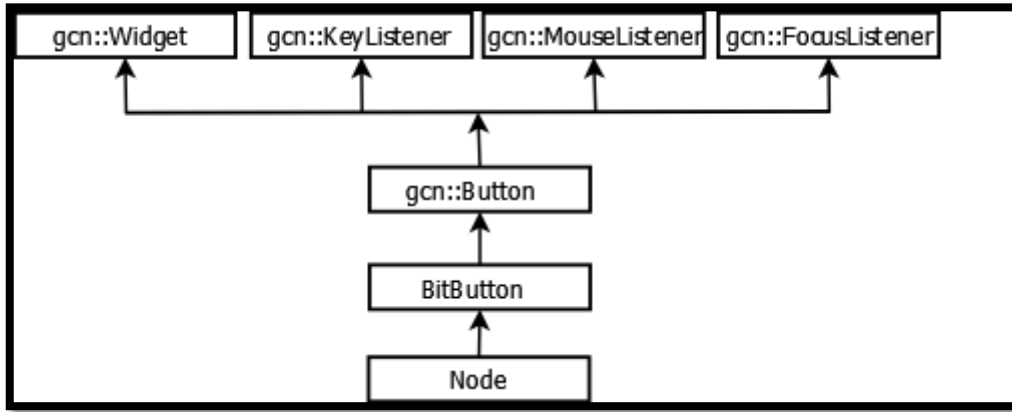 gcn::Widget
gcn::KeyListener
gcn::MouseListener
gcn::FocusListener
gcn::Button
BitButton
Node